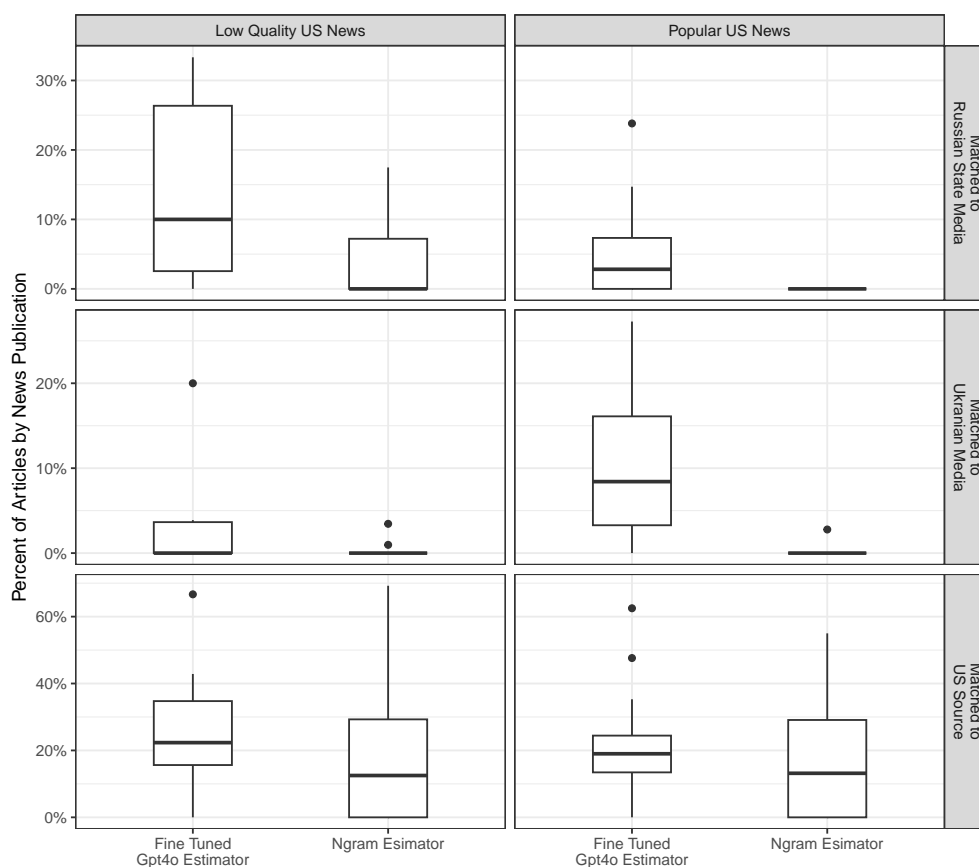 Low Quality US News
Popular US News
Percent of Articles by News Publication
30%
20%
10%
0%
Matched to
Russian State Media
20%
10%
0%
Matched to
Ukranian Media
60%
40%
20%
0%
Matched to
US Source
Fine Tuned
Gpt4o Estimator
Ngram Esimator
Fine Tuned
Gpt4o Estimator
Ngram Esimator